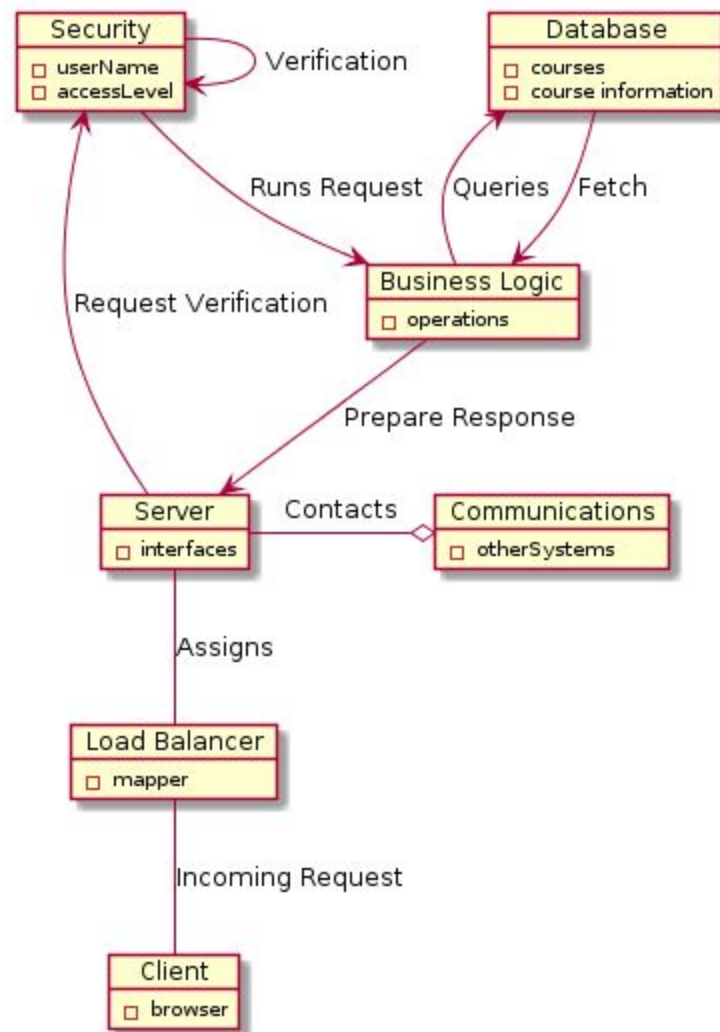 Security
userName
accessLevel
Verification
Database
courses
course information
Runs Request
Queries
Fetch
Business Logic
operations
Request Verification
Prepare Response
Server
interfaces
Contacts
Communications
otherSystems
Assigns
Load Balancer
mapper
Incoming Request
Client
browser